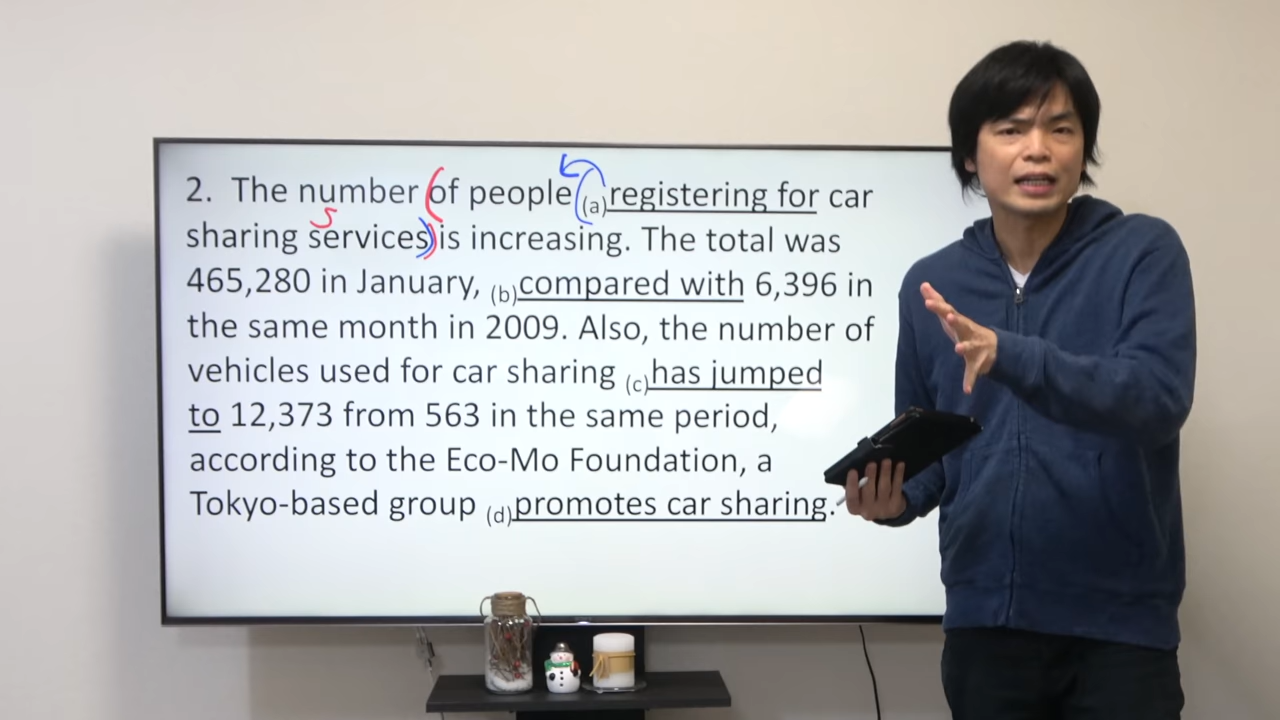 2. The number of people (a)registering for car
sharing services is increasing. The total was
465,280 in January, (b)compared with 6,396 in
the same month in 2009. Also, the number of
vehicles used for car sharing (c)has jumped
to 12,373 from 563 in the same period,
according to the Eco-Mo Foundation, a
Tokyo-based group (d)promotes car sharing.
S